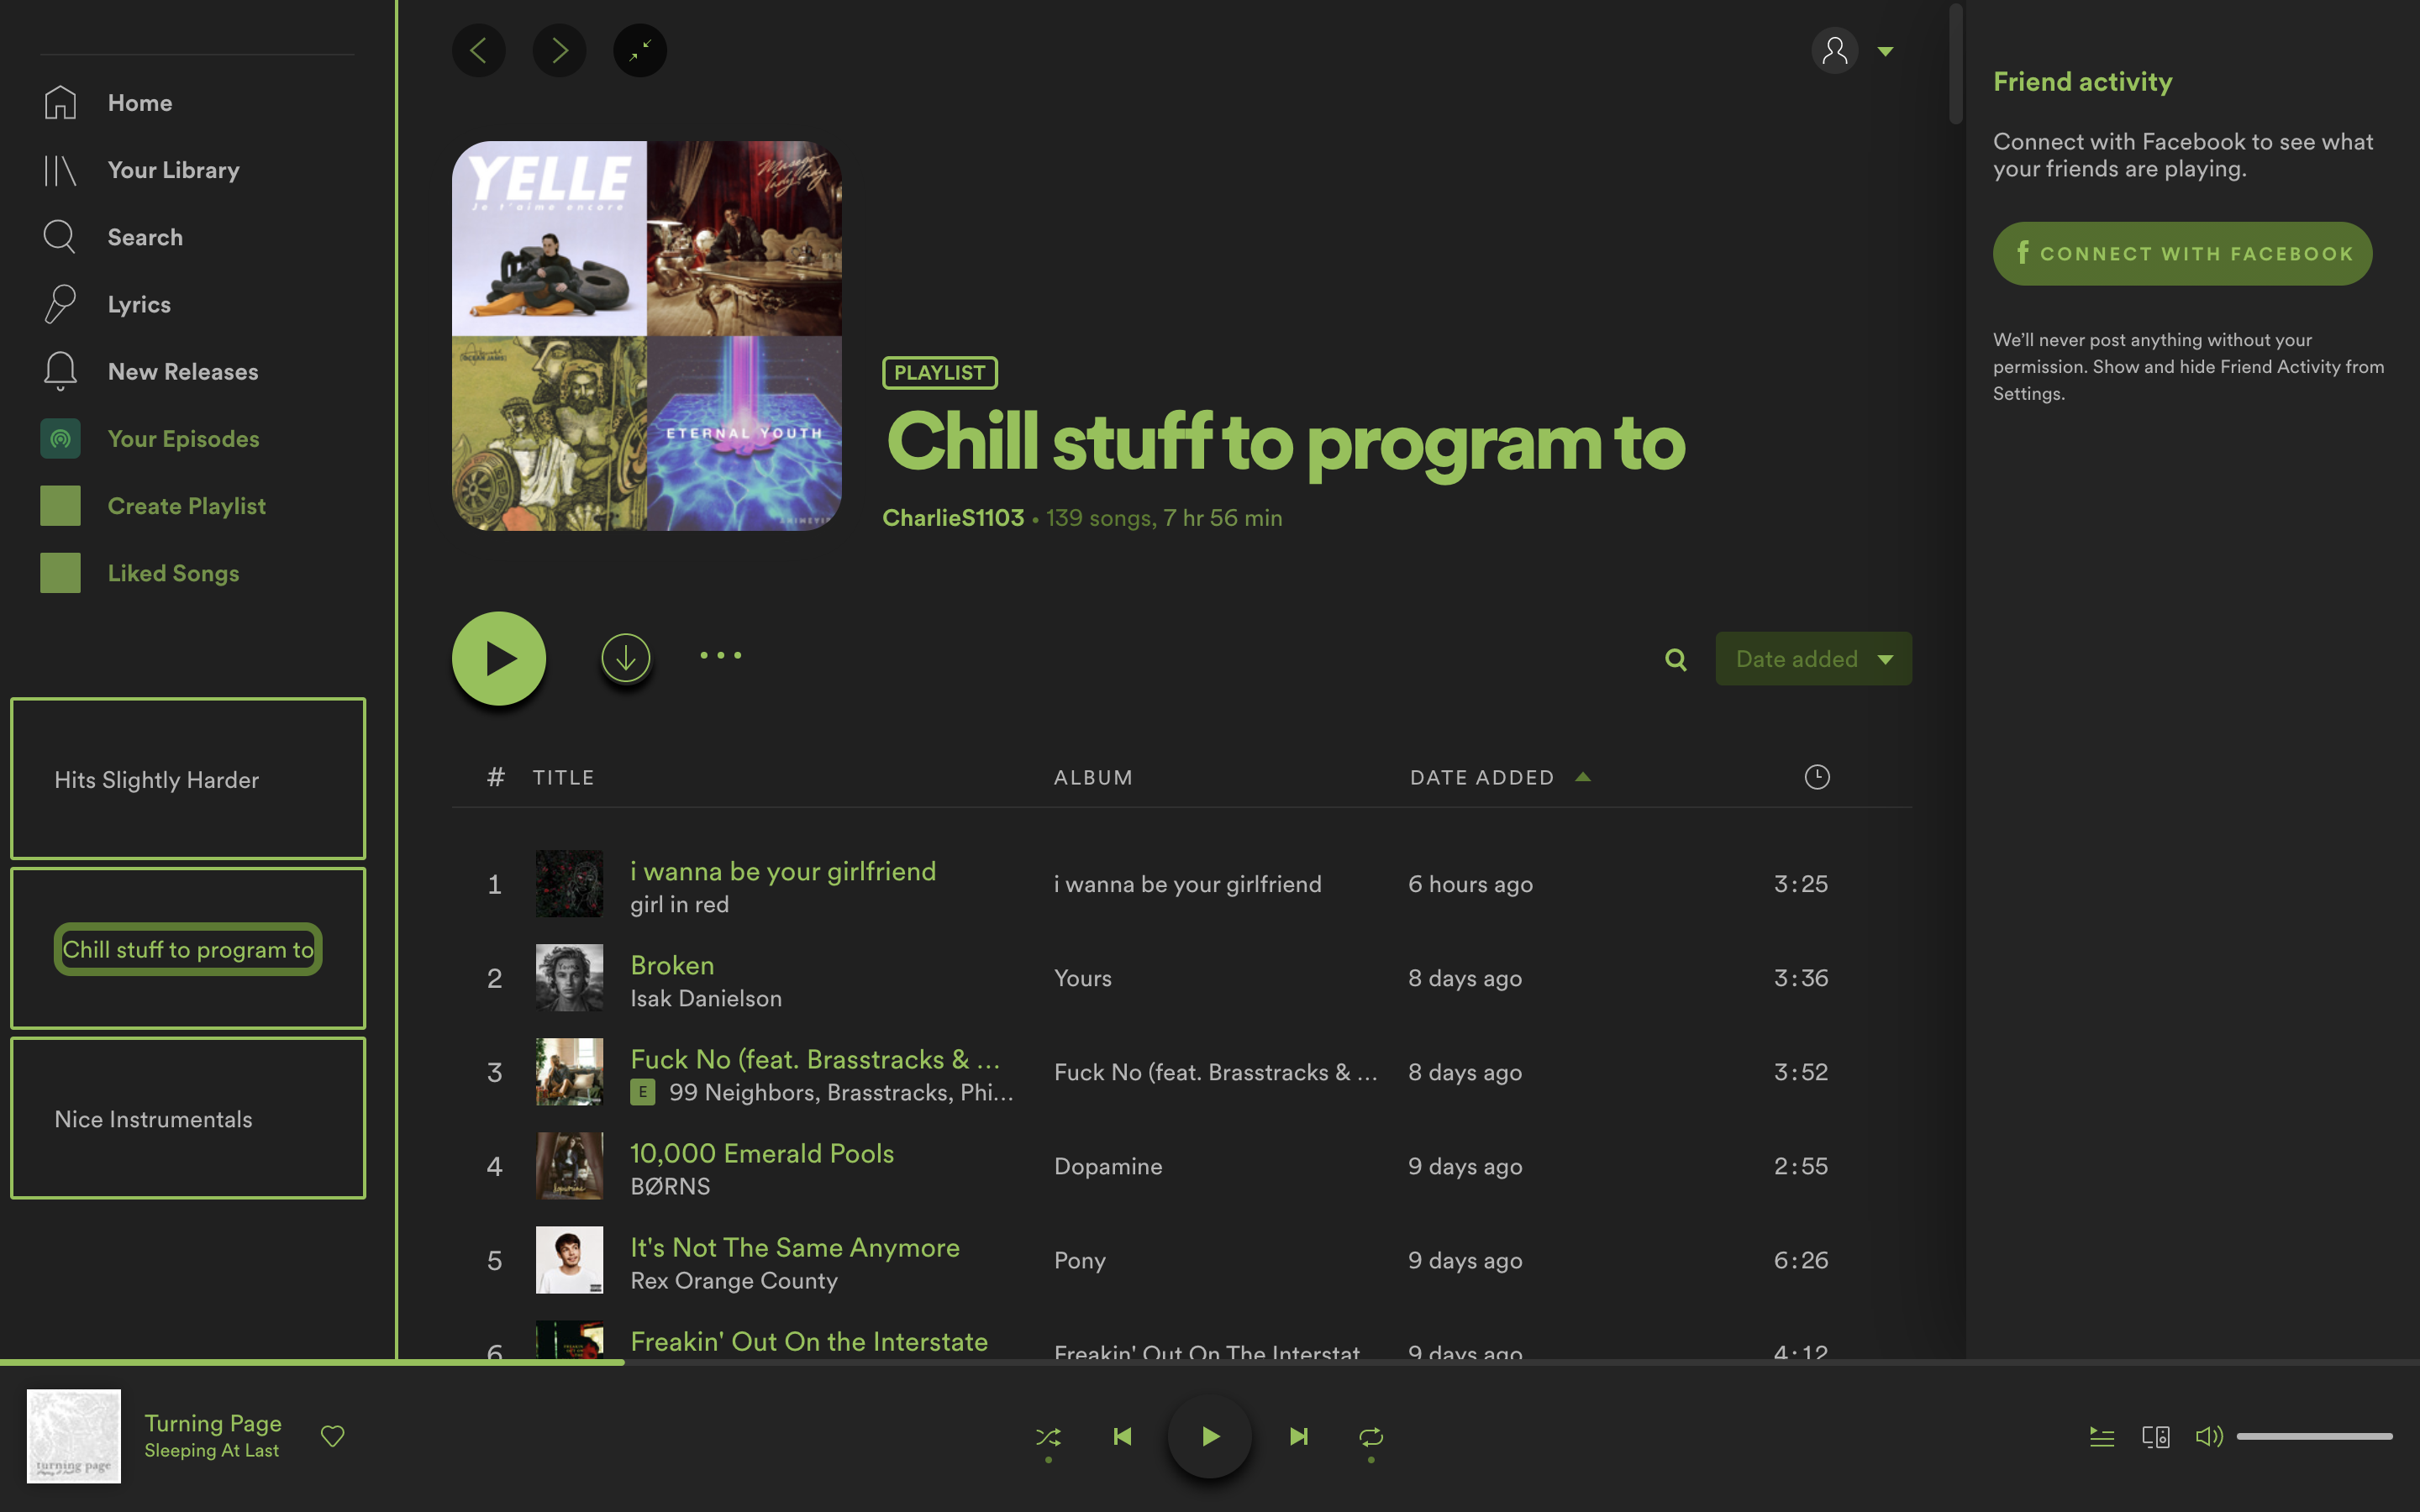 Home
Your Library
Search
Lyrics
New Releases
Your Episodes
Create Playlist
Liked Songs
Hits Slightly Harder
Chill stuff to program to
Nice Instrumentals
YELLE
Je t'aime encore
Masego
lady lady
ETERNAL YOUTH
PLAYLIST
Chill stuff to program to
CharlieS1103 • 139 songs, 7 hr 56 min
Date added
# TITLE ALBUM DATE ADDED
1 i wanna be your girlfriend i wanna be your girlfriend 6 hours ago 3:25
girl in red
2 Broken Yours 8 days ago 3:36
Isak Danielson
3 Fuck No (feat. Brasstracks & ... Fuck No (feat. Brasstracks & ... 8 days ago 3:52
E 99 Neighbors, Brasstracks, Phi...
4 10,000 Emerald Pools Dopamine 9 days ago 2:55
BØRNS
5 It's Not The Same Anymore Pony 9 days ago 6:26
Rex Orange County
6 Freakin' Out On the Interstate Freakin' Out On The Interstat 9 days ago 4:12
Friend activity
Connect with Facebook to see what
your friends are playing.
f CONNECT WITH FACEBOOK
We'll never post anything without your
permission. Show and hide Friend Activity from
Settings.
turning page
Turning Page
Sleeping At Last